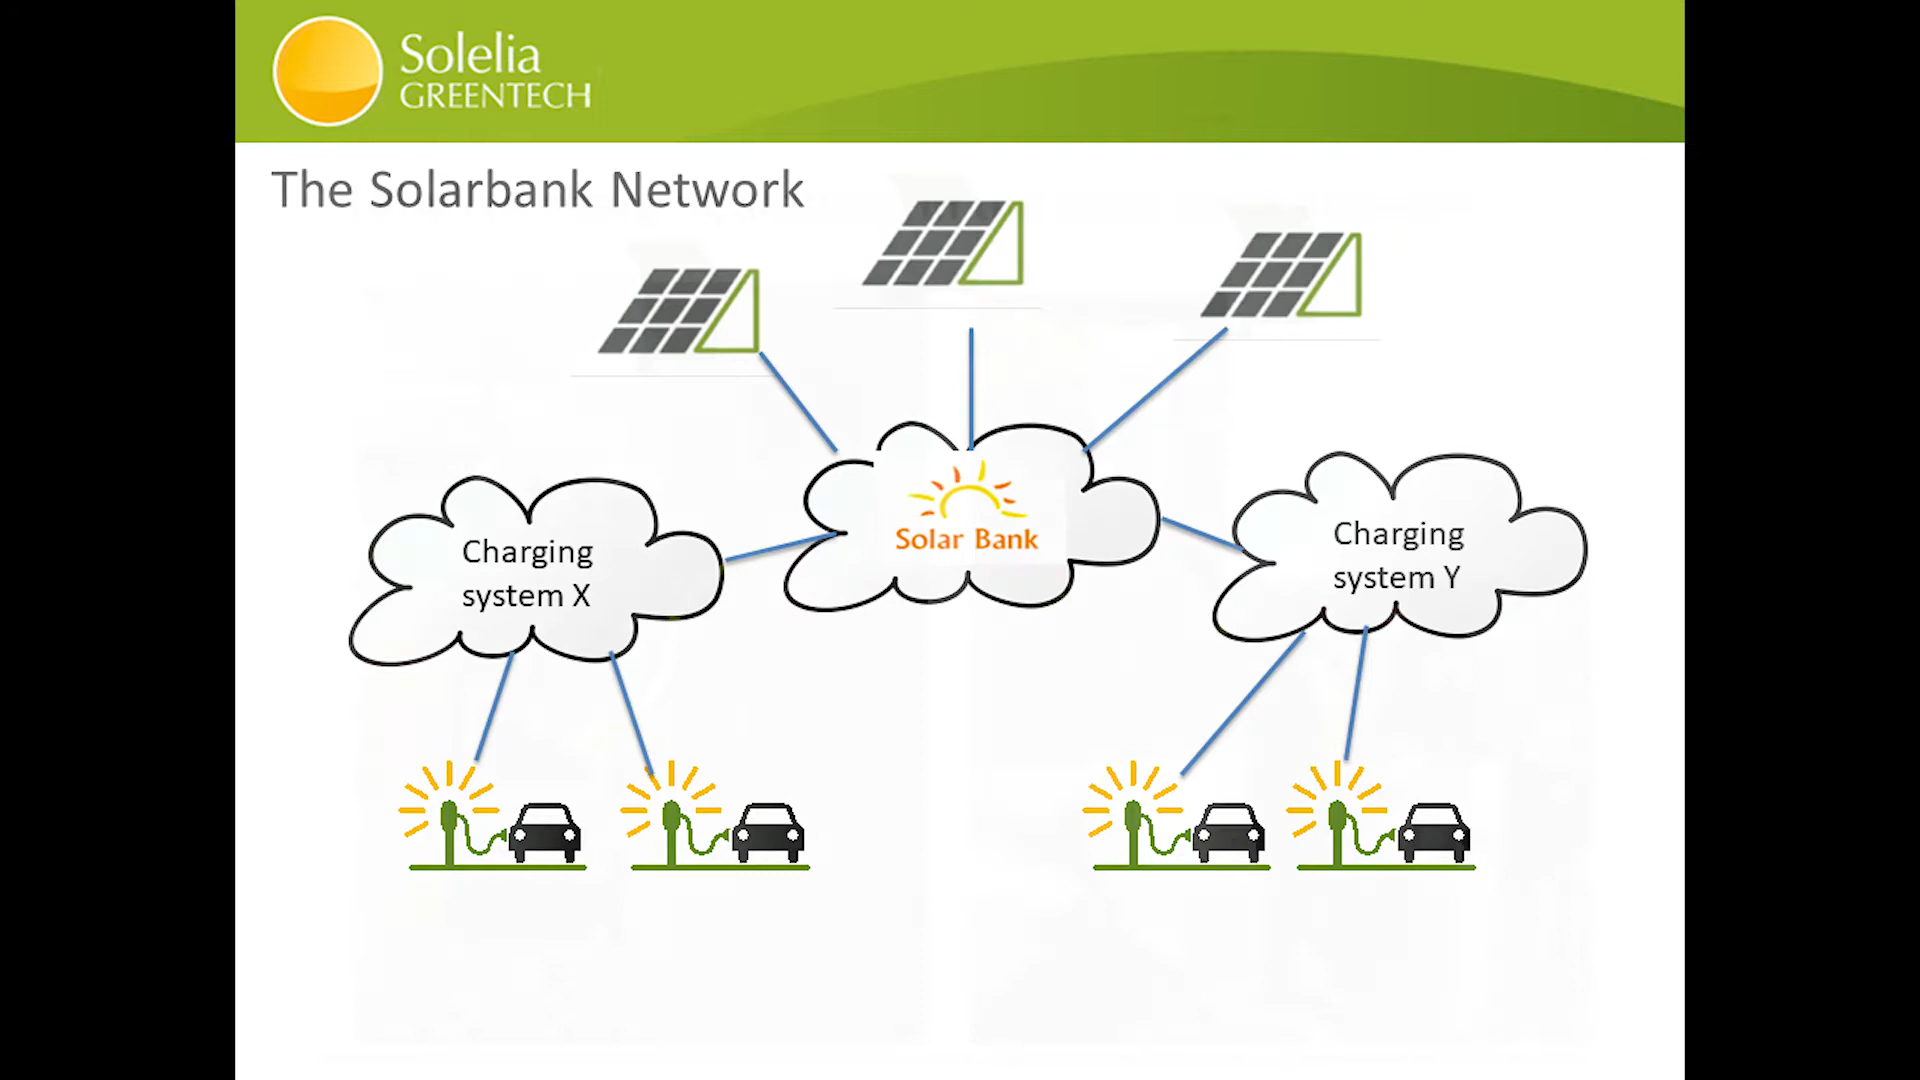 Solelia
GREENTECH
The Solarbank Network
Solar Bank
Charging
system X
Charging
system Y